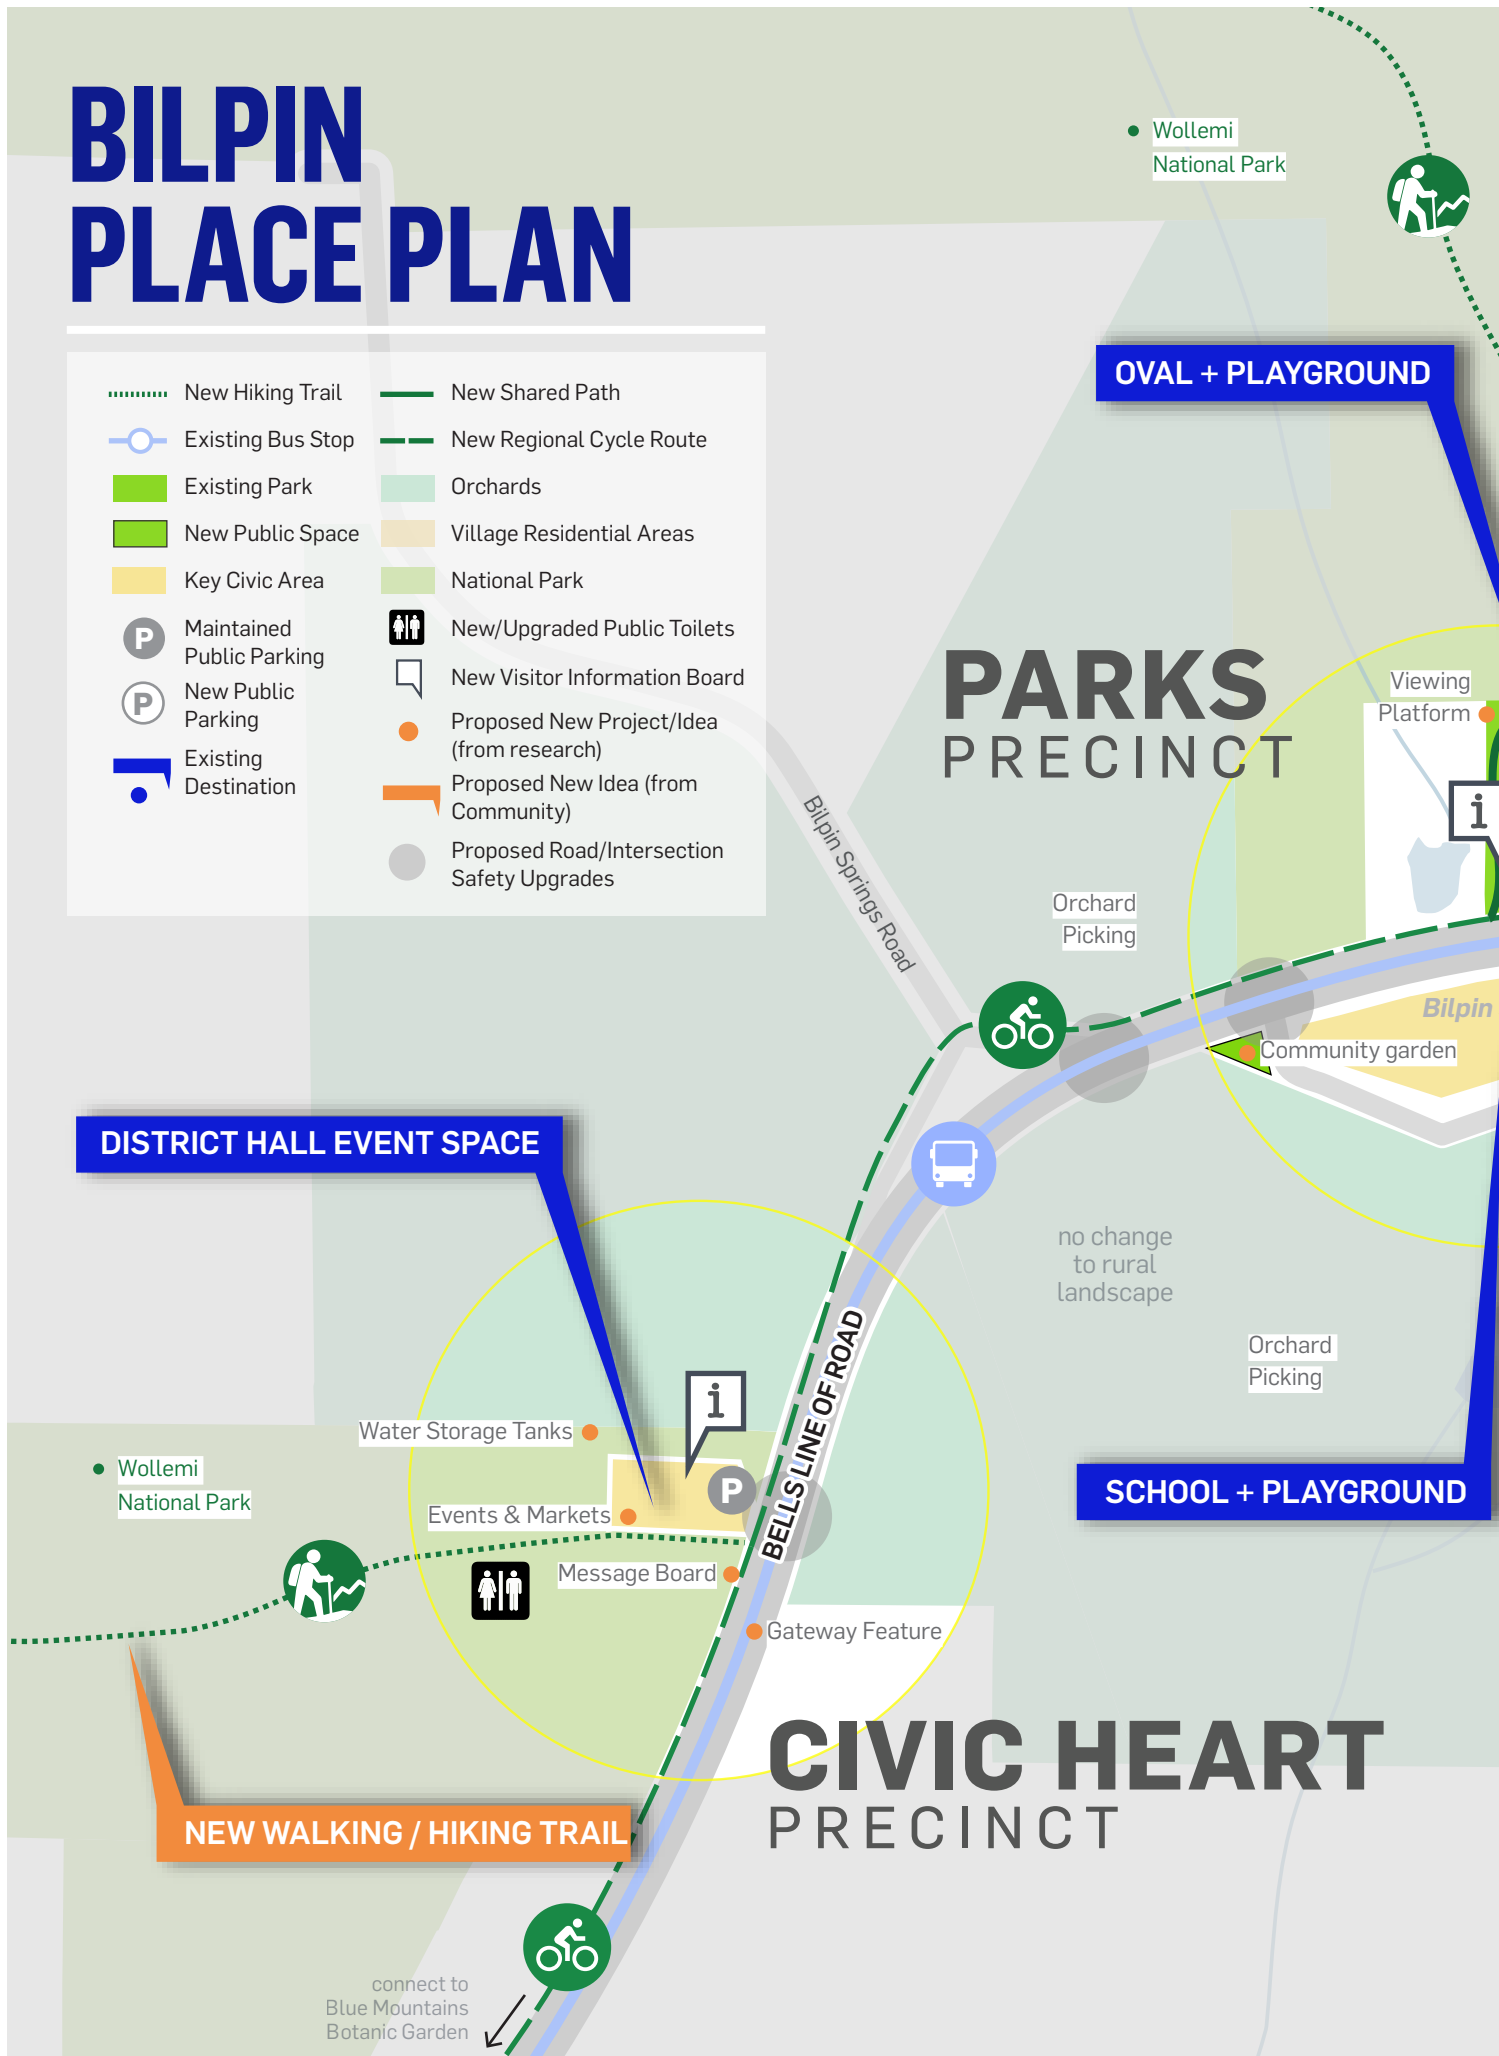 BILPIN
PLACE PLAN
New Hiking Trail
Existing Bus Stop
Existing Park
New Public Space
Key Civic Area
P
Maintained
Public Parking
P
New Public
Parking
Existing
Destination
New Shared Path
New Regional Cycle Route
Orchards
Village Residential Areas
National Park
New/Upgraded Public Toilets
New Visitor Information Board
Proposed New Project/Idea
(from research)
Proposed New Idea (from
Community)
Proposed Road/Intersection
Safety Upgrades
Wollemi
National Park
OVAL + PLAYGROUND
PARKS
PRECINCT
Viewing
Platform
i
Bilpin Springs Road
Orchard
Picking
Bilpin
Community garden
DISTRICT HALL EVENT SPACE
no change
to rural
landscape
Orchard
Picking
BELLS LINE OF ROAD
i
Water Storage Tanks
Wollemi
National Park
P
Events & Markets
SCHOOL + PLAYGROUND
Message Board
Gateway Feature
CIVIC HEART
PRECINCT
NEW WALKING / HIKING TRAIL
connect to
Blue Mountains
Botanic Garden